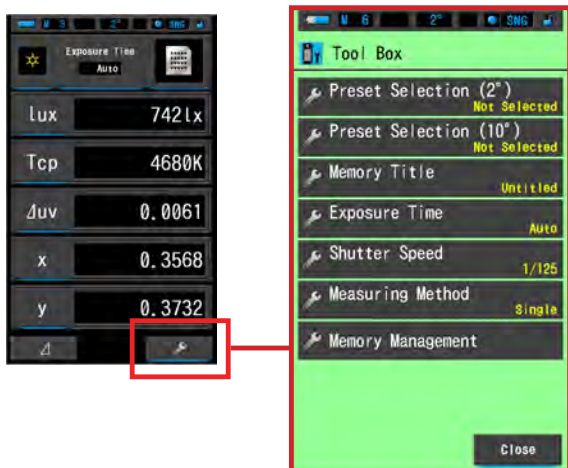 M 3 2° SNG
Exposure Time
Auto
lux 742lx
Tcp 4680K
⊿uv 0.0061
x 0.3568
y 0.3732
⊿
M 6 2° SNG
Tool Box
Preset Selection (2°)
Not Selected
Preset Selection (10°)
Not Selected
Memory Title
Untitled
Exposure Time
Auto
Shutter Speed
1/125
Measuring Method
Single
Memory Management
Close